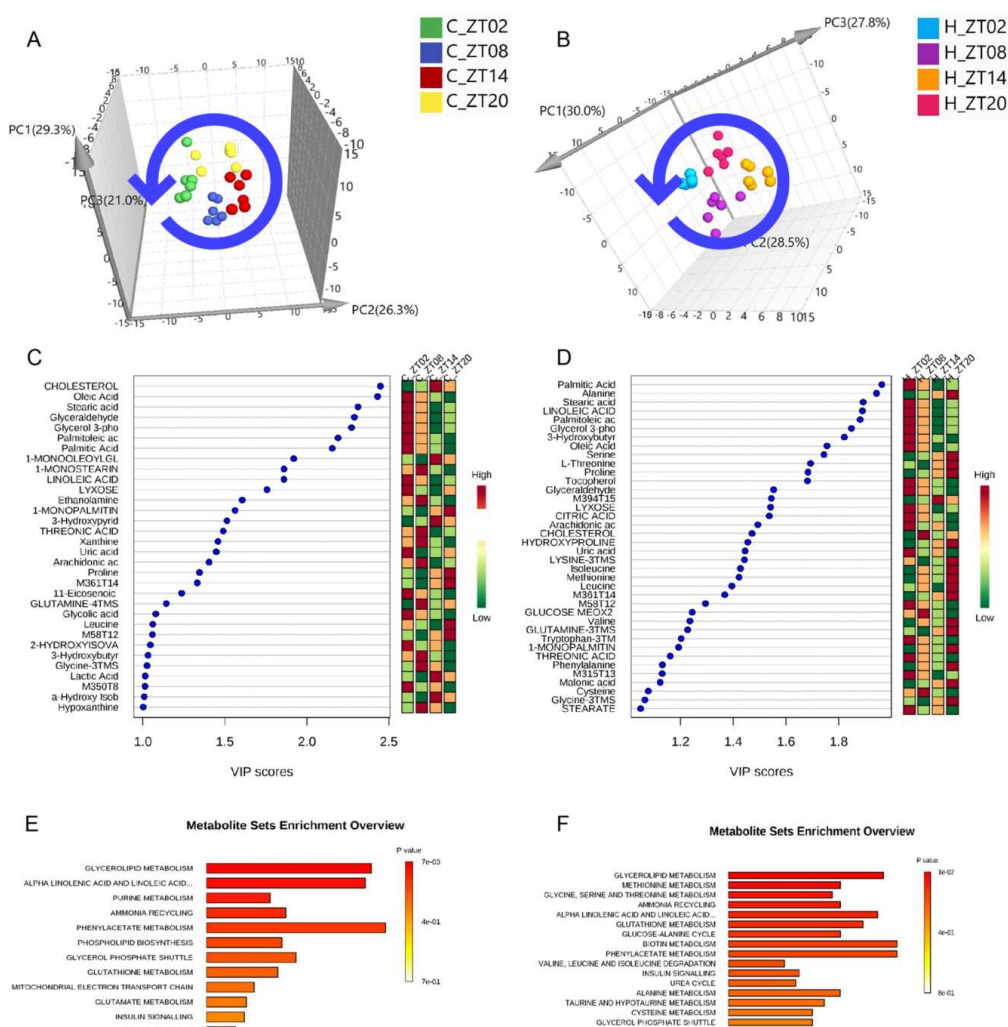 A
C_ZT02
C_ZT08
C_ZT14
C_ZT20
PC1(29.3%)
PC3(21.0%)
PC2(26.3%)
B
H_ZT02
H_ZT08
H_ZT14
H_ZT20
PC3(27.8%)
PC1(30.0%)
PC2(28.5%)
C
C_ZT02
C_ZT08
C_ZT14
C_ZT20
CHOLESTEROL
Oleic Acid
Stearic acid
Glyceraldehyde
Glycerol 3-pho
Palmitoleic ac
Palmitic Acid
1-MONOOLEOYLGL
1-MONOSTEARIN
LINOLEIC ACID
LYXOSE
Ethanolamine
1-MONOPALMITIN
3-Hydroxypyrid
THREONIC ACID
Xanthine
Uric acid
Arachidonic ac
Proline
M361T14
11-Eicosenoic
GLUTAMINE-4TMS
Glycolic acid
Leucine
M58T12
2-HYDROXYISOVA
3-Hydroxybutyr
Glycine-3TMS
Lactic Acid
M350T8
a-Hydroxy Isob
Hypoxanthine
High
Low
1.0 1.5 2.0 2.5
VIP scores
D
H_ZT02
H_ZT08
H_ZT14
H_ZT20
Palmitic Acid
Alanine
Stearic acid
LINOLEIC ACID
Palmitoleic ac
Glycerol 3-pho
3-Hydroxybutyr
Oleic Acid
Serine
L-Threonine
Proline
Tocopherol
Glyceraldehyde
M394T15
LYXOSE
CITRIC ACID
Arachidonic ac
CHOLESTEROL
HYDROXYPROLINE
Uric acid
LYSINE-3TMS
Isoleucine
Methionine
Leucine
M361T14
M58T12
GLUCOSE MEOX2
Valine
GLUTAMINE-3TMS
Tryptophan-3TM
1-MONOPALMITIN
THREONIC ACID
Phenylalanine
M315T13
Malonic acid
Cysteine
Glycine-3TMS
STEARATE
High
Low
1.2 1.4 1.6 1.8
VIP scores
E
Metabolite Sets Enrichment Overview
GLYCEROLIPID METABOLISM
ALPHA LINOLENIC ACID AND LINOLEIC ACID...
PURINE METABOLISM
AMMONIA RECYCLING
PHENYLACETATE METABOLISM
PHOSPHOLIPID BIOSYNTHESIS
GLYCEROL PHOSPHATE SHUTTLE
GLUTATHIONE METABOLISM
MITOCHONDRIAL ELECTRON TRANSPORT CHAIN
GLUTAMATE METABOLISM
INSULIN SIGNALLING
P value
7e-03
4e-01
7e-01
F
Metabolite Sets Enrichment Overview
GLYCEROLIPID METABOLISM
METHIONINE METABOLISM
GLYCINE, SERINE AND THREONINE METABOLISM
AMMONIA RECYCLING
ALPHA LINOLENIC ACID AND LINOLEIC ACID...
GLUTATHIONE METABOLISM
GLUCOSE-ALANINE CYCLE
BIOTIN METABOLISM
PHENYLACETATE METABOLISM
VALINE, LEUCINE AND ISOLEUCINE DEGRADATION
INSULIN SIGNALLING
UREA CYCLE
ALANINE METABOLISM
TAURINE AND HYPOTAURINE METABOLISM
CYSTEINE METABOLISM
GLYCEROL PHOSPHATE SHUTTLE
P value
1e-02
4e-01
8e-01